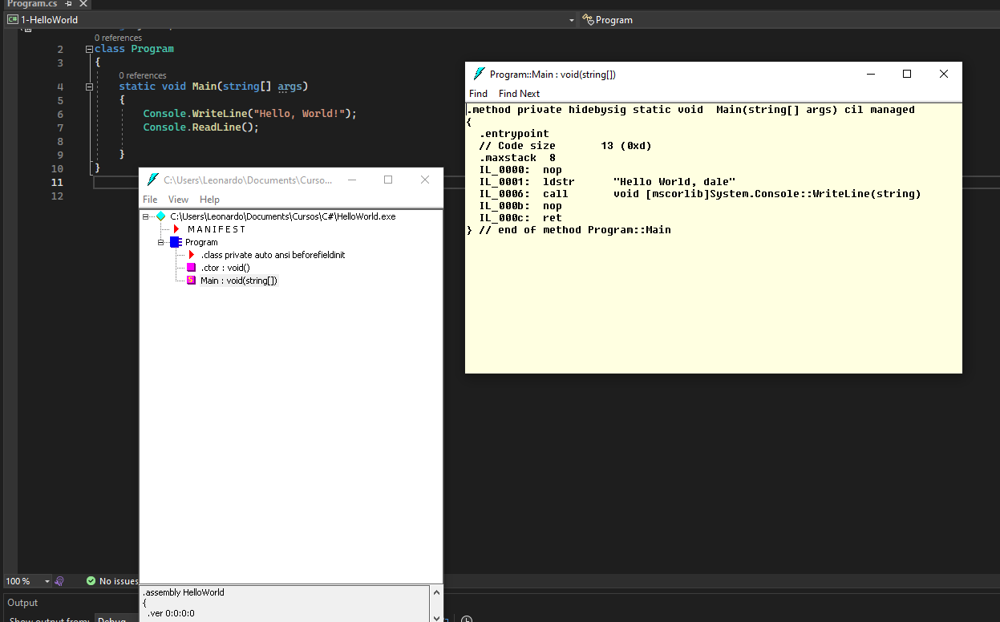 Program.cs
C# 1-HelloWorld
Program
0 references
2 class Program
3 {
0 references
4 static void Main(string[] args)
5 {
6 Console.WriteLine("Hello, World!");
7 Console.ReadLine();
8
9 }
10 }
11
12
C:\Users\Leonardo\Documents\Curso...
File View Help
C:\Users\Leonardo\Documents\Cursos\C#\HelloWorld.exe
MANIFEST
Program
.class private auto ansi beforefieldinit
.ctor : void()
S Main : void(string[])
.assembly HelloWorld
{
.ver 0:0:0:0
Program::Main : void(string[])
Find Find Next
.method private hidebysig static void  Main(string[] args) cil managed
{
.entrypoint
// Code size       13 (0xd)
.maxstack  8
IL_0000:  nop
IL_0001:  ldstr      "Hello World, dale"
IL_0006:  call       void [mscorlib]System.Console::WriteLine(string)
IL_000b:  nop
IL_000c:  ret
} // end of method Program::Main
100 %
No issues
Output
Show output from: Debug